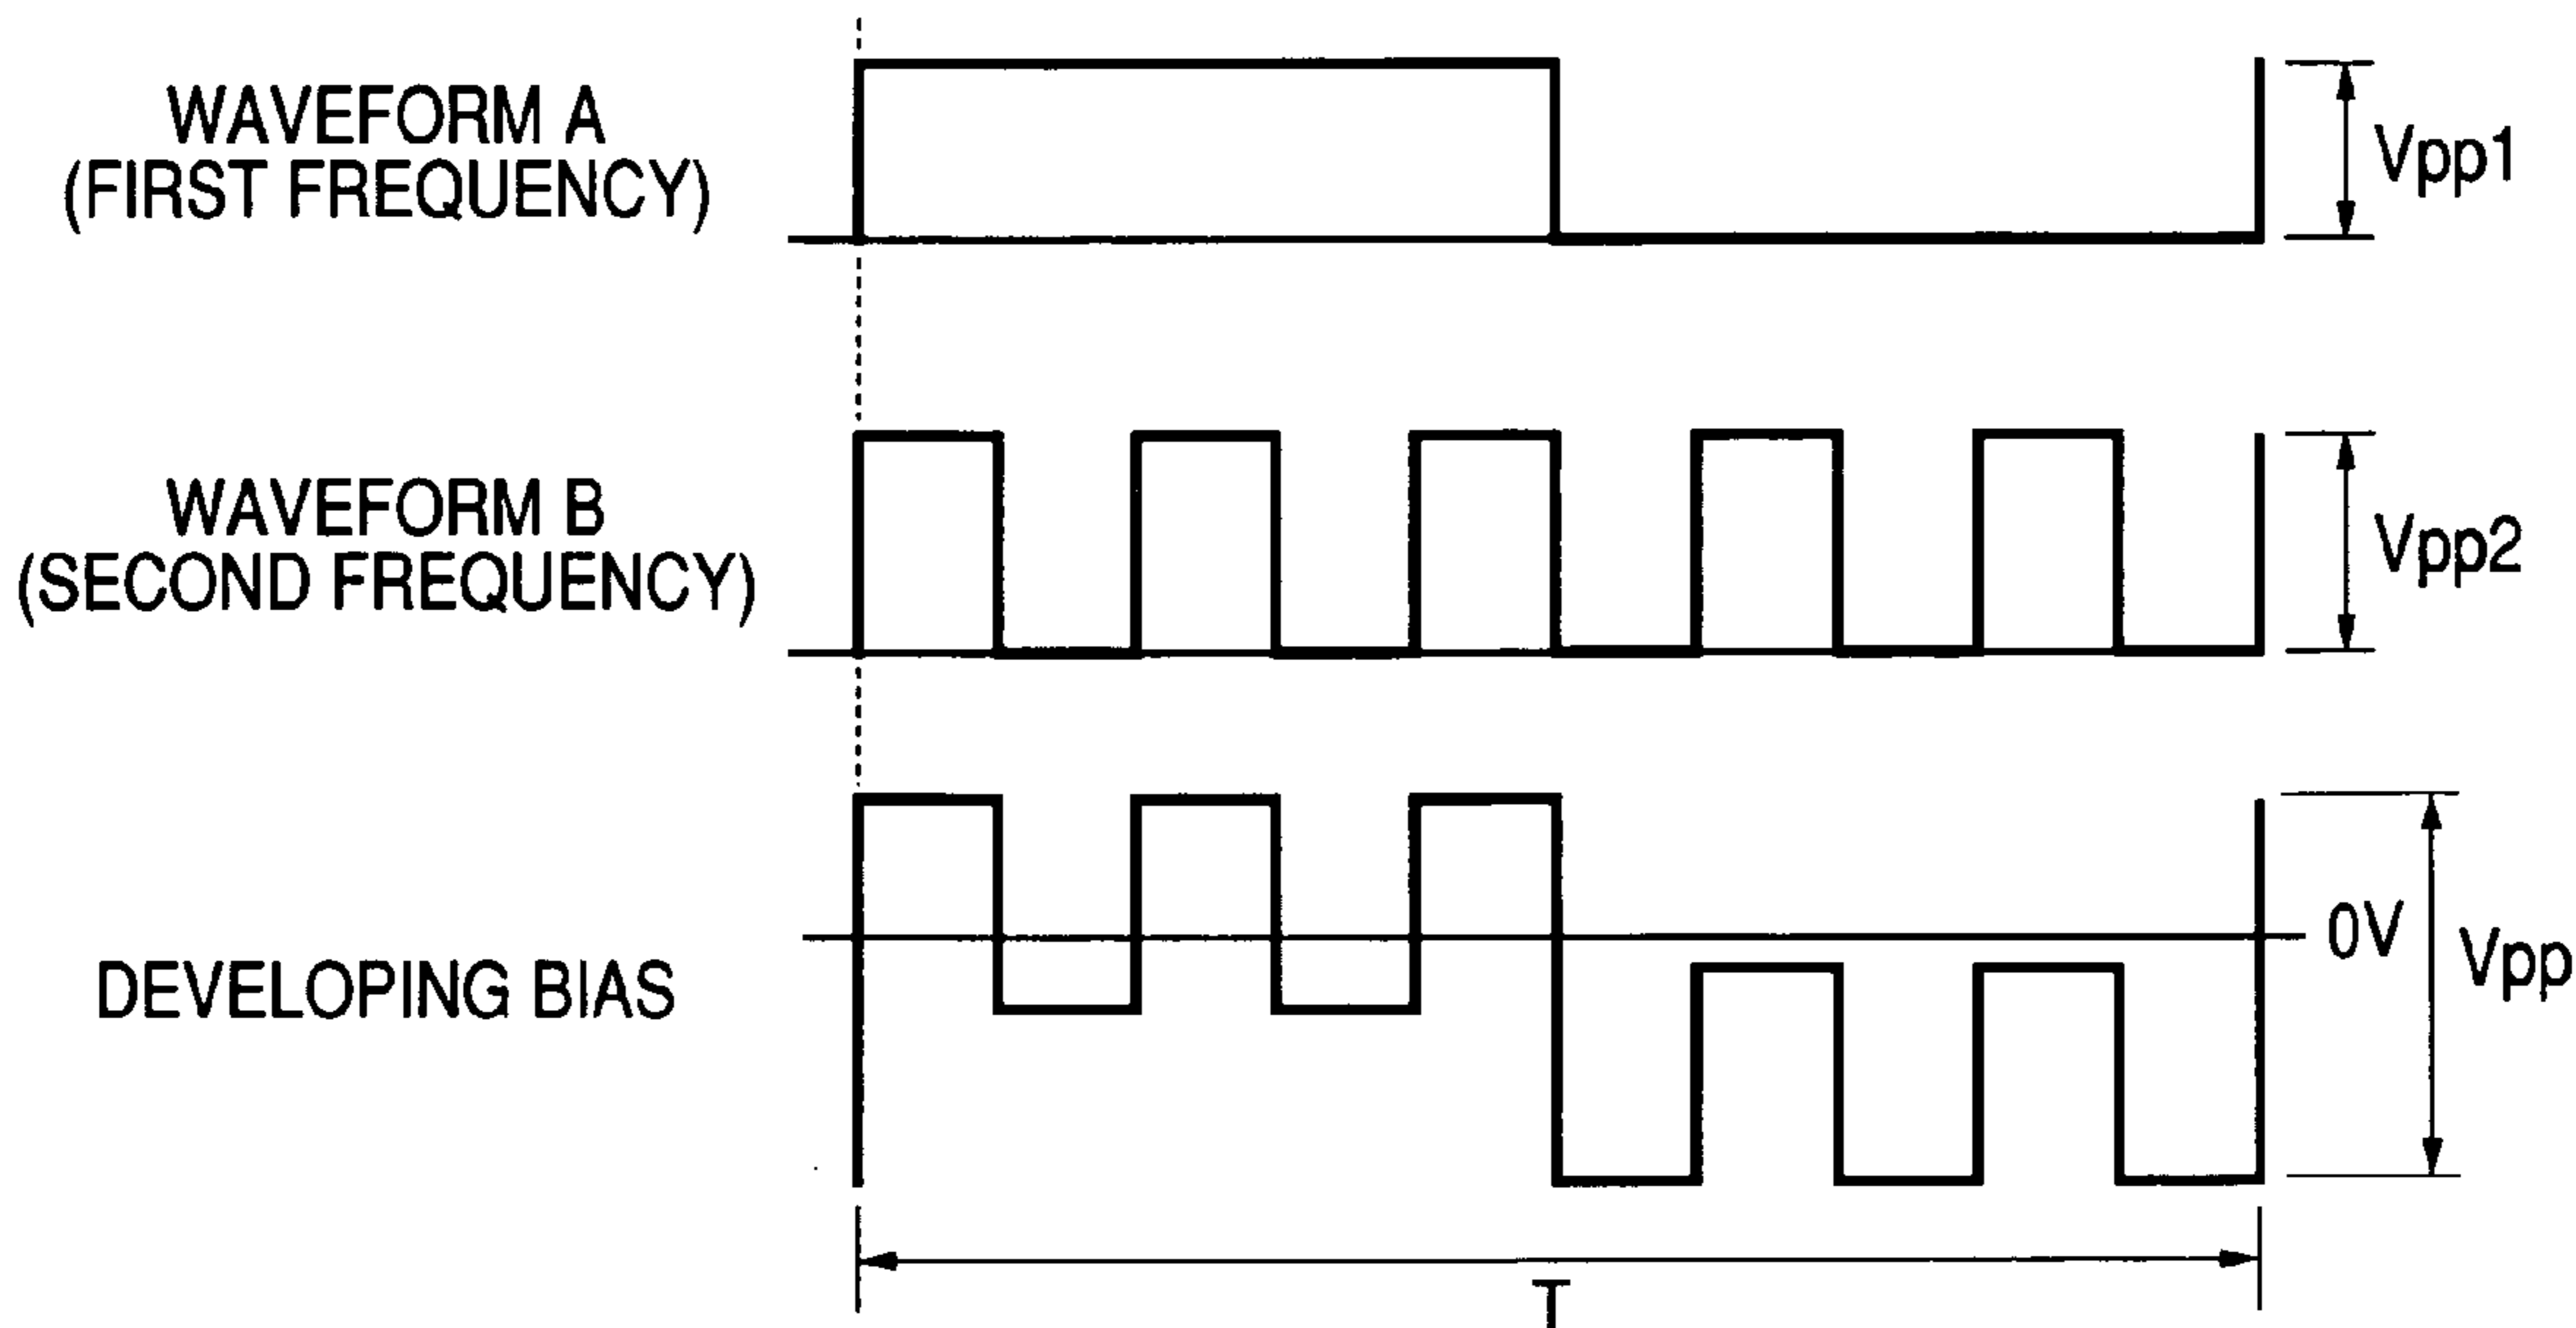 WAVEFORM A
(FIRST FREQUENCY)
Vpp1
WAVEFORM B
(SECOND FREQUENCY)
Vpp2
DEVELOPING BIAS
0V
Vpp
T